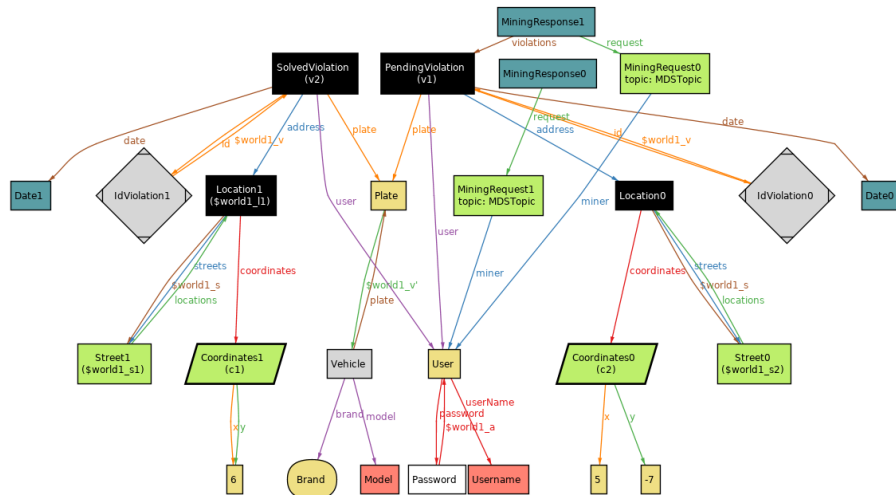 MiningResponse1
violations
request
SolvedViolation
(v2)
PendingViolation
(v1)
MiningResponse0
MiningRequest0
topic: MDSTopic
date
id
$world1_v
address
plate
plate
request
address
id
$world1_v
date
Date1
IdViolation1
Location1
($world1_l1)
user
Plate
user
MiningRequest1
topic: MDSTopic
miner
Location0
IdViolation0
Date0
streets
$world1_s
locations
coordinates
$world1_v'
plate
miner
coordinates
streets
$world1_s
locations
Street1
($world1_s1)
Coordinates1
(c1)
Vehicle
User
Coordinates0
(c2)
Street0
($world1_s2)
x
y
brand
model
userName
password
$world1_a
x
y
6
Brand
Model
Password
Username
5
-7